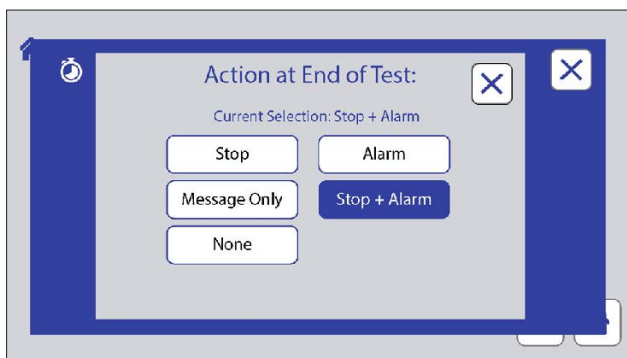 Action at End of Test:
Current Selection: Stop + Alarm
Stop
Alarm
Message Only
Stop + Alarm
None